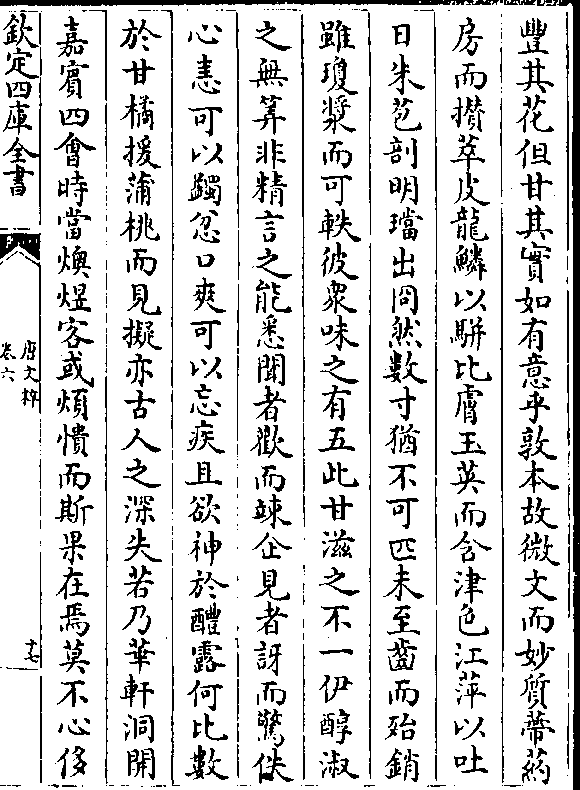 豐其花但甘其實如有意乎敦本故微文而妙質蔕葯
房而攅萃皮龍鱗以駢比膚玉英而含津色江萍以吐
日朱苞剖明璫出冏然數寸猶不可匹未至齒而殆銷
雖瓊漿而可軼彼衆味之有五此甘滋之不一伊醇淑
之無算非精言之能悉聞者歡而竦企見者訝而驚佚
心恚可以蠲忿口爽可以忘疾且欲神於醴露何比數
於甘橘援蒲桃而見擬亦古人之深失若乃華軒洞開
嘉賓四會時當燠煜客或煩憒而斯果在焉莫不心侈
欽定四庫全書
唐文粹
卷六
十七